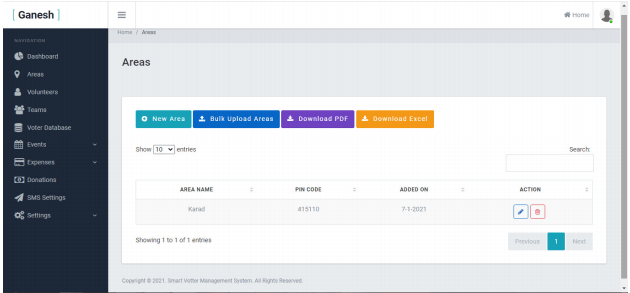 [ Ganesh ]
Home
NAVIGATION
Dashboard
Areas
Volunteers
Teams
Voter Database
Events
Expenses
Donations
SMS Settings
Settings
Home / Areas
Areas
New Area
Bulk Upload Areas
Download PDF
Download Excel
Show 10 entries
Search:
AREA NAME PIN CODE ADDED ON ACTION
Karad 415110 7-1-2021
Showing 1 to 1 of 1 entries
Previous 1 Next
Copyright © 2021. Smart Votter Management System. All Rights Reserved.